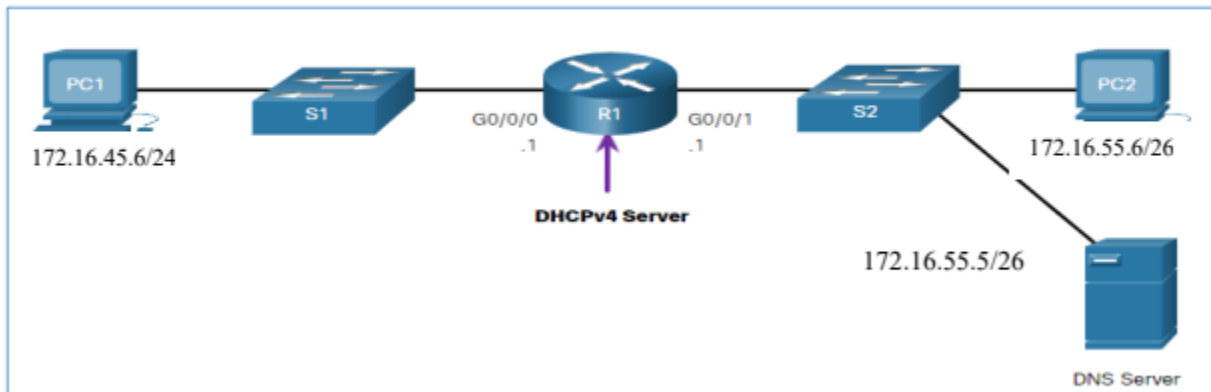 PC1
S1
G0/0/0
R1
G0/0/1
S2
PC2
.1
.1
172.16.45.6/24
172.16.55.6/26
DHCPv4 Server
172.16.55.5/26
DNS Server